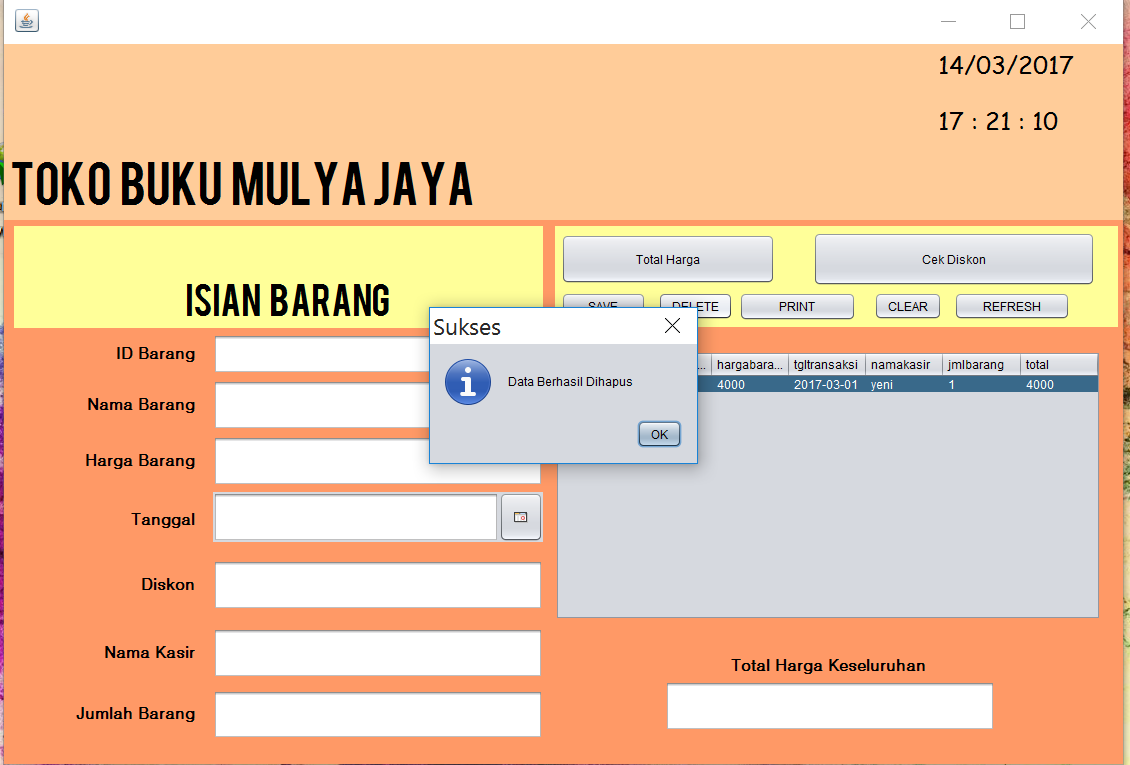 14/03/2017
17 : 21 : 10
TOKO BUKU MULYA JAYA
ISIAN BARANG
Total Harga
Cek Diskon
SAVE
DELETE
PRINT
CLEAR
REFRESH
Sukses
Data Berhasil Dihapus
OK
... hargabara... tgltransaksi namakasir jmlbarang total
4000 2017-03-01 yeni 1 4000
ID Barang
Nama Barang
Harga Barang
Tanggal
Diskon
Nama Kasir
Jumlah Barang
Total Harga Keseluruhan